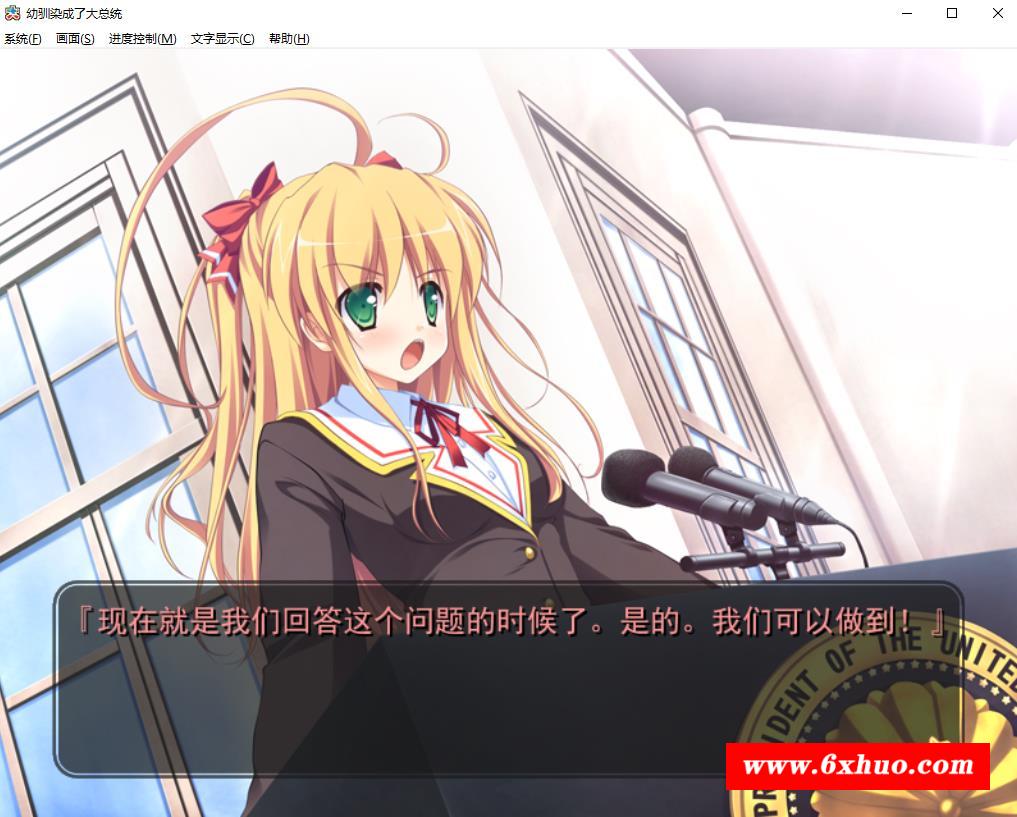 幼驯染成了大总统
系统(F) 画面(S) 进度控制(M) 文字显示(C) 帮助(H)
『现在就是我们回答这个问题的时候了。是的。我们可以做到！』
PRESIDENT OF THE UNITED
www.6xhuo.com